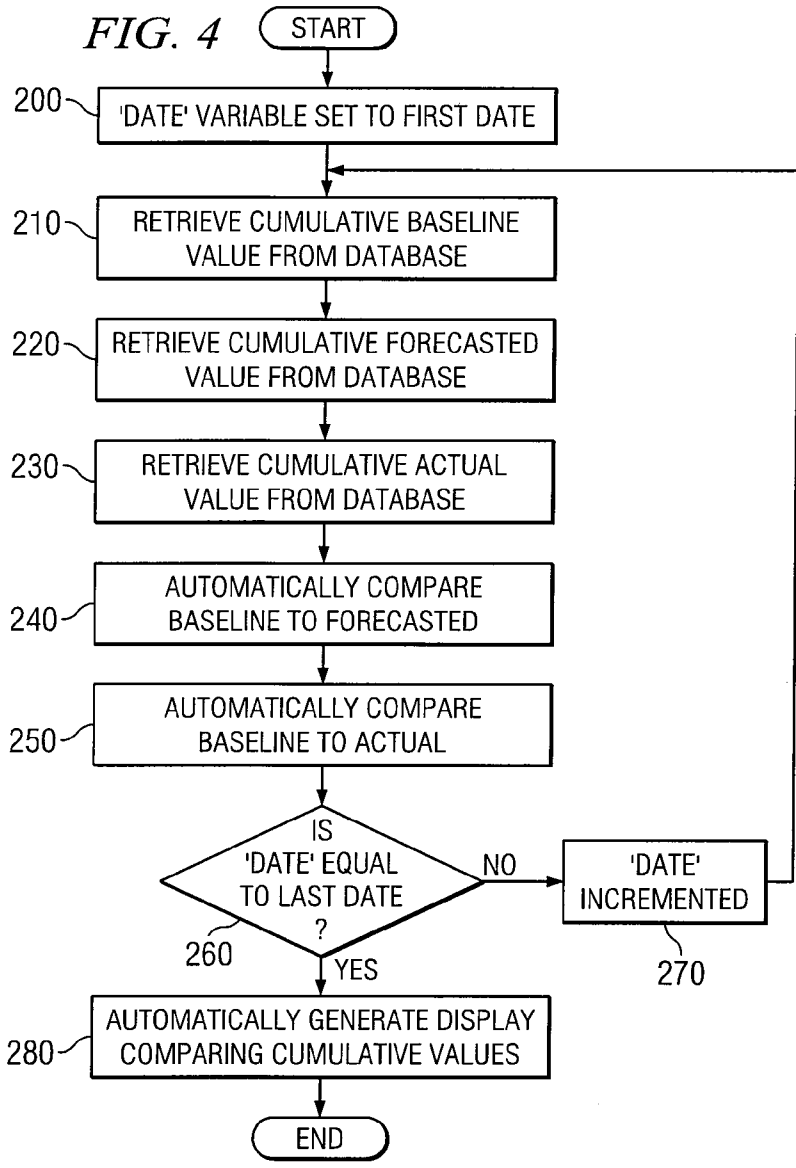 FIG. 4
START
200
'DATE' VARIABLE SET TO FIRST DATE
210
RETRIEVE CUMULATIVE BASELINE
VALUE FROM DATABASE
220
RETRIEVE CUMULATIVE FORECASTED
VALUE FROM DATABASE
230
RETRIEVE CUMULATIVE ACTUAL
VALUE FROM DATABASE
240
AUTOMATICALLY COMPARE
BASELINE TO FORECASTED
250
AUTOMATICALLY COMPARE
BASELINE TO ACTUAL
IS
'DATE' EQUAL
TO LAST DATE
?
260
NO
'DATE'
INCREMENTED
270
YES
280
AUTOMATICALLY GENERATE DISPLAY
COMPARING CUMULATIVE VALUES
END